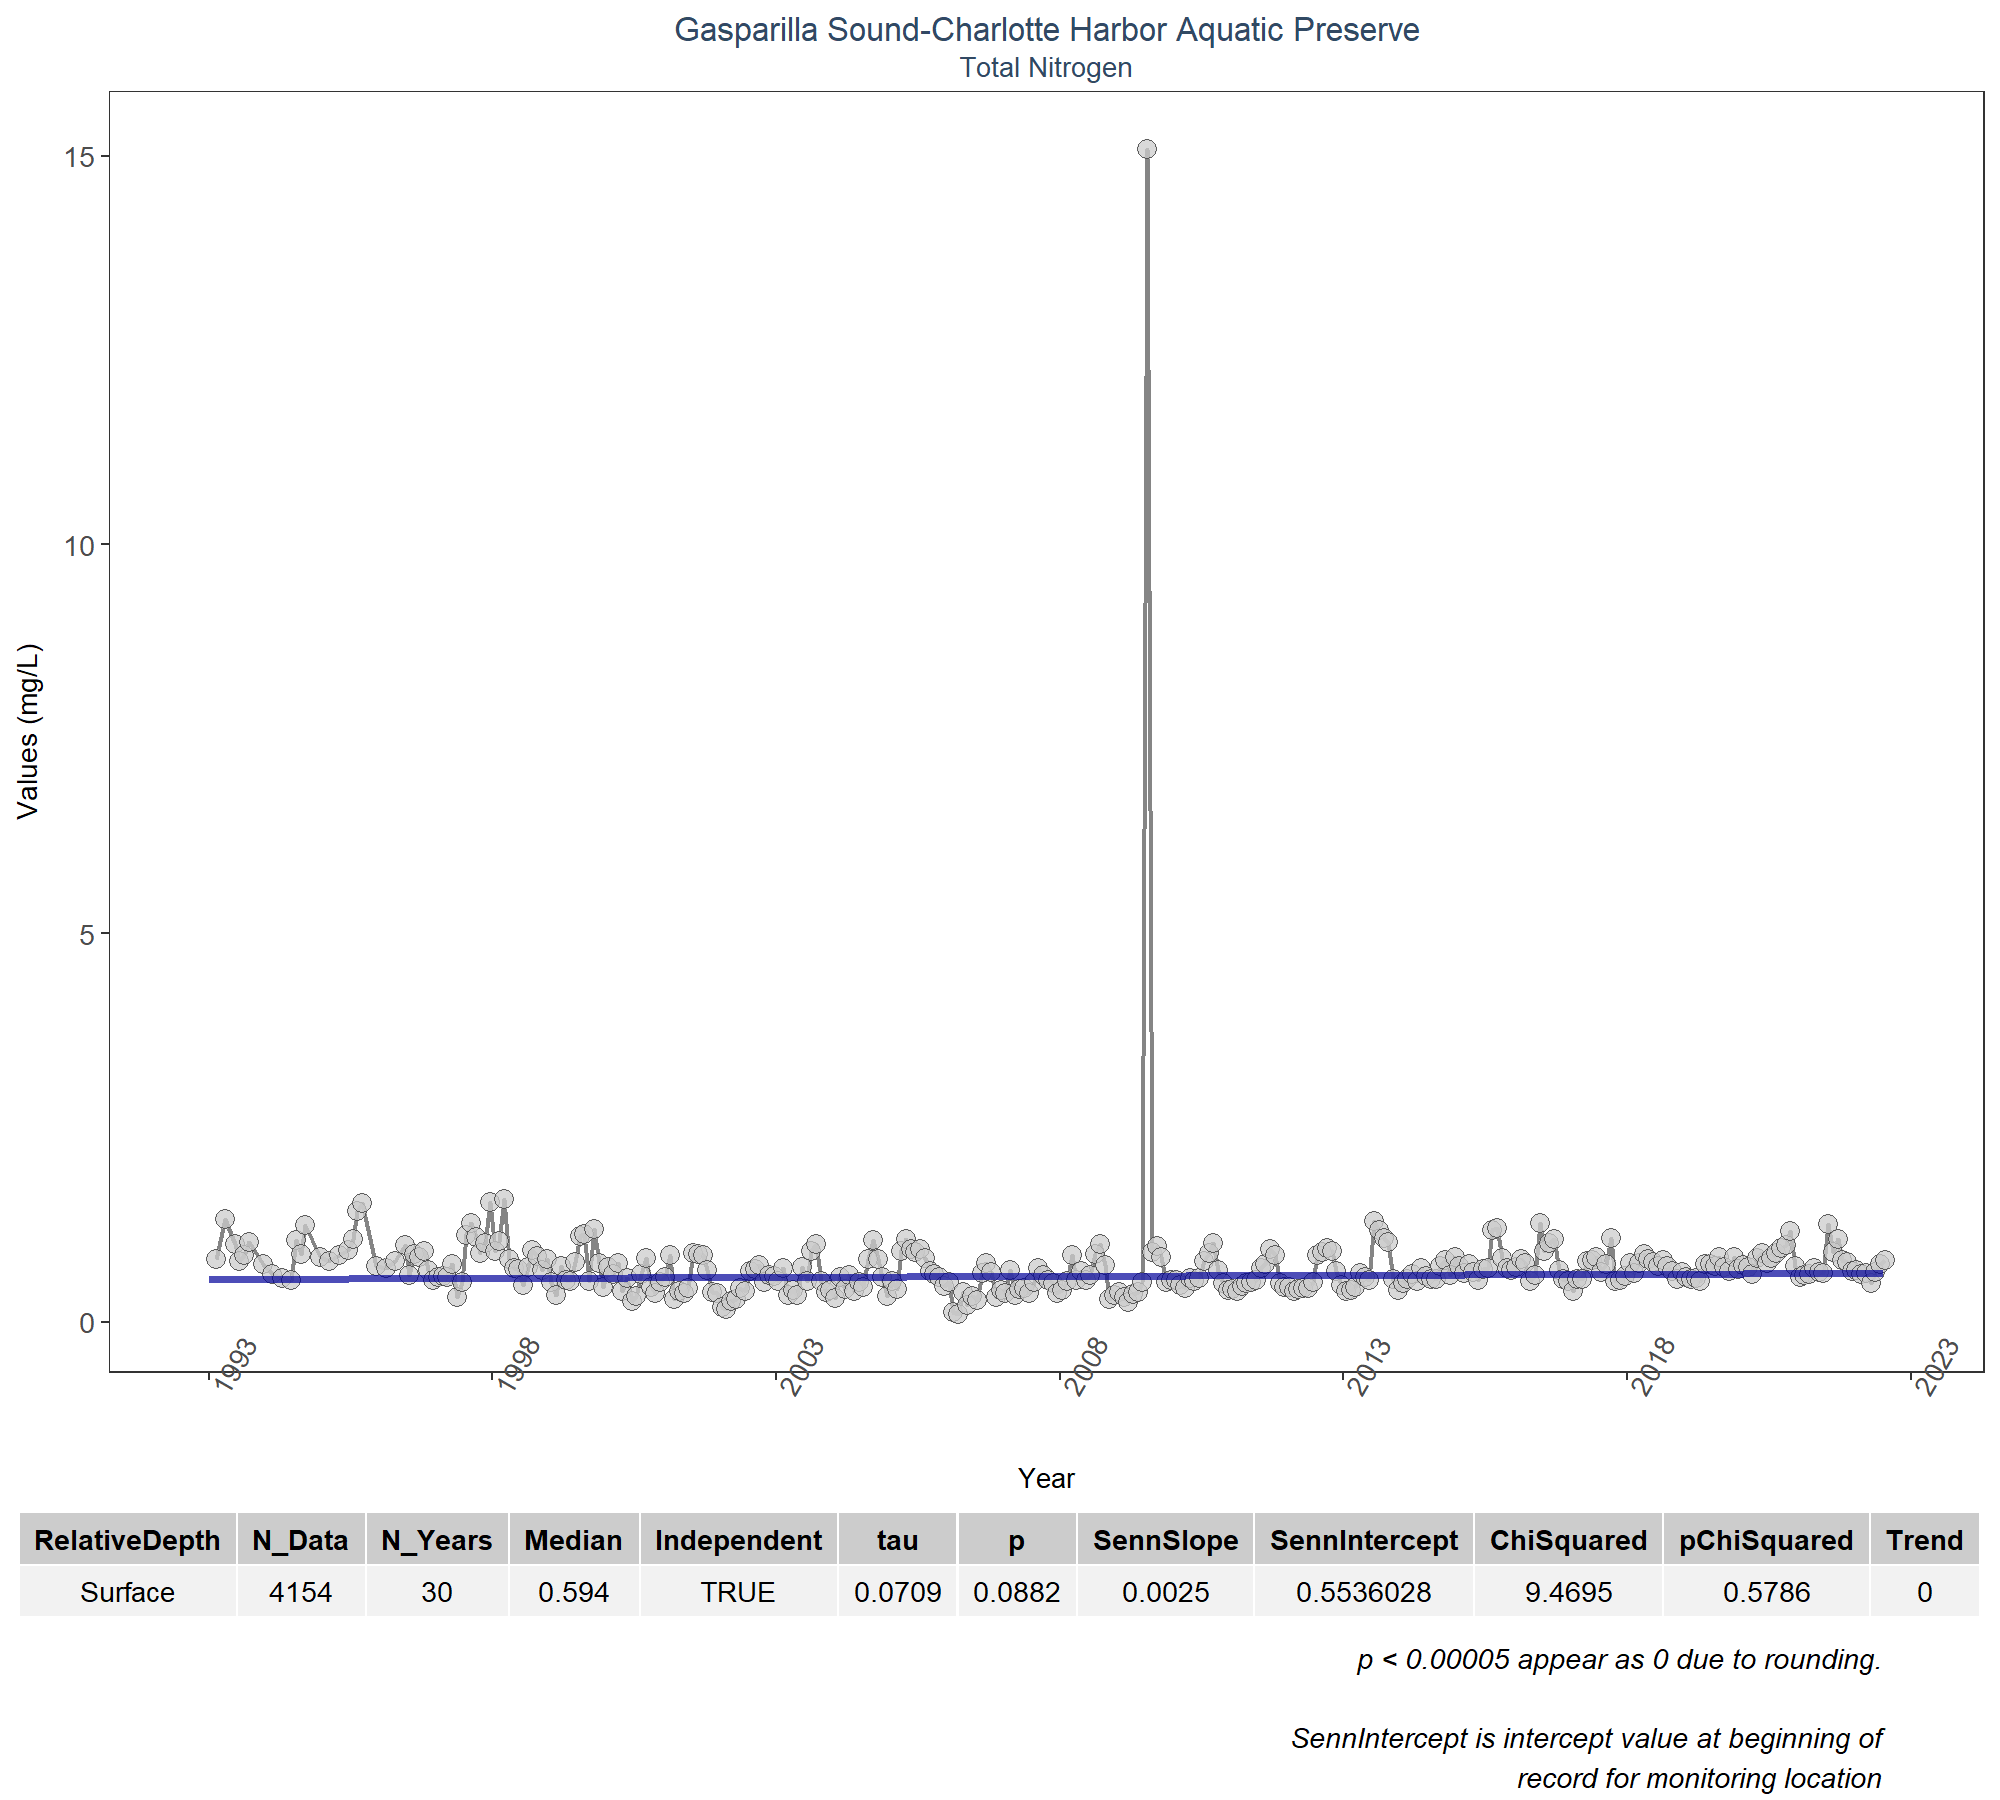 Gasparilla Sound-Charlotte Harbor Aquatic Preserve
Total Nitrogen
15
10
5
0
Values (mg/L)
1993 1998 2003 2008 2013 2018 2023
Year
RelativeDepth N_Data N_Years Median Independent tau p SennSlope SennIntercept ChiSquared pChiSquared Trend
Surface 4154 30 0.594 TRUE 0.0709 0.0882 0.0025 0.5536028 9.4695 0.5786 0
p < 0.00005 appear as 0 due to rounding.
SennIntercept is intercept value at beginning of
record for monitoring location